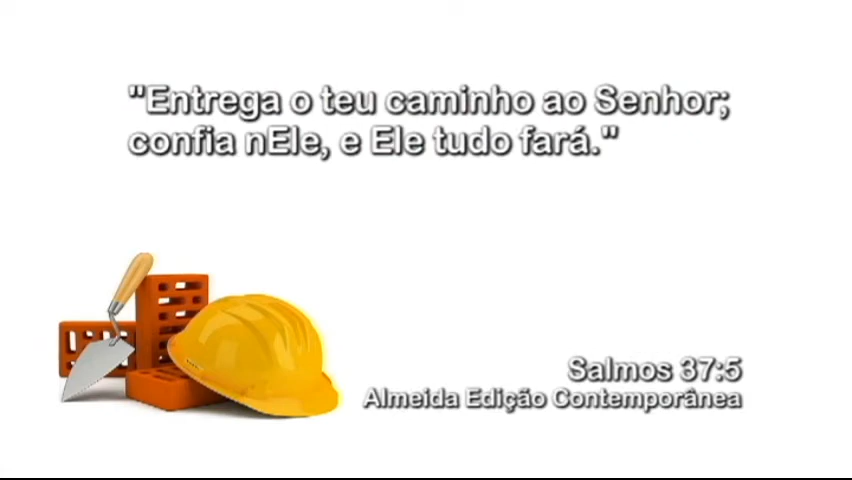 "Entrega o teu caminho ao Senhor;
confia nEle, e Ele tudo fará."
Salmos 37:5
Almeida Edição Contemporânea